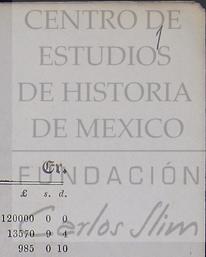 CENTRO DE
ESTUDIOS
DE HISTORIA
DE MEXICO
Cr.
FUNDACIÓN
£ s. d.
120000 0 0
Carlos Slim
13570 9 4
985 0 10